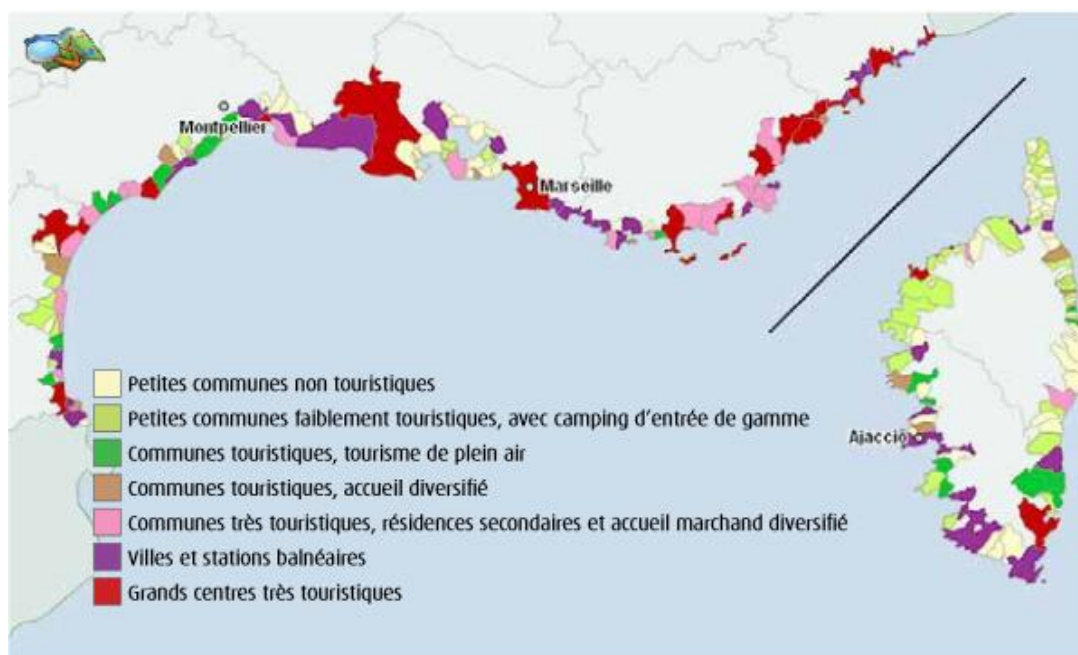 Montpellier
Marseille
Petites communes non touristiques
Petites communes faiblement touristiques, avec camping d'entrée de gamme
Ajaccio
Communes touristiques, tourisme de plein air
Communes touristiques, accueil diversifié
Communes très touristiques, résidences secondaires et accueil marchand diversifié
Villes et stations balnéaires
Grands centres très touristiques